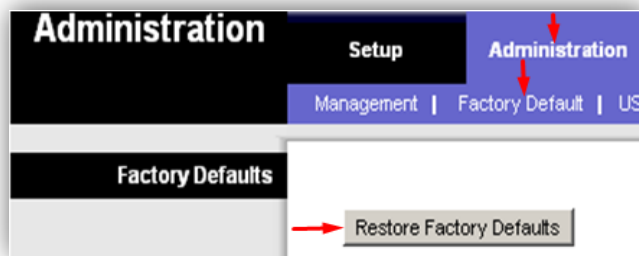 Administration
Setup Administration
Management | Factory Default | US
Factory Defaults
Restore Factory Defaults